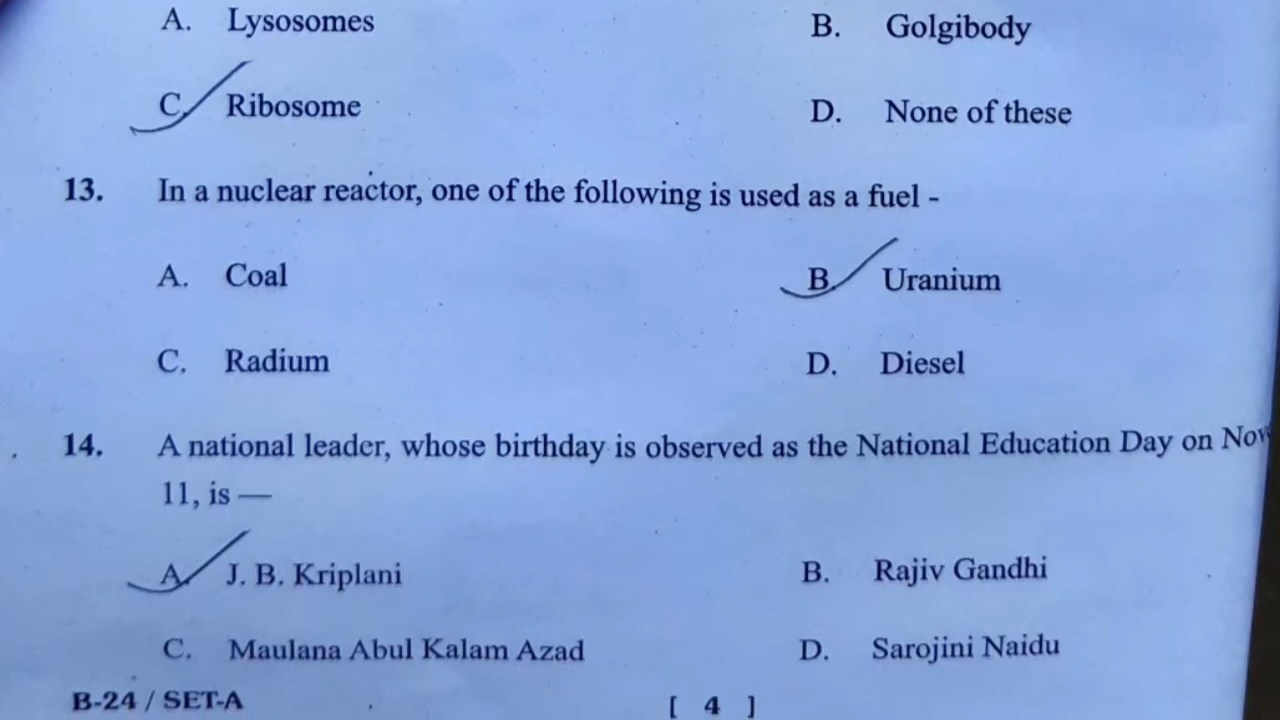 A. Lysosomes B. Golgibody
C. Ribosome D. None of these
13. In a nuclear reactor, one of the following is used as a fuel -
A. Coal B. Uranium
C. Radium D. Diesel
14. A national leader, whose birthday is observed as the National Education Day on Nov
11, is —
A. J. B. Kriplani B. Rajiv Gandhi
C. Maulana Abul Kalam Azad D. Sarojini Naidu
B-24 / SET-A [ 4 ]